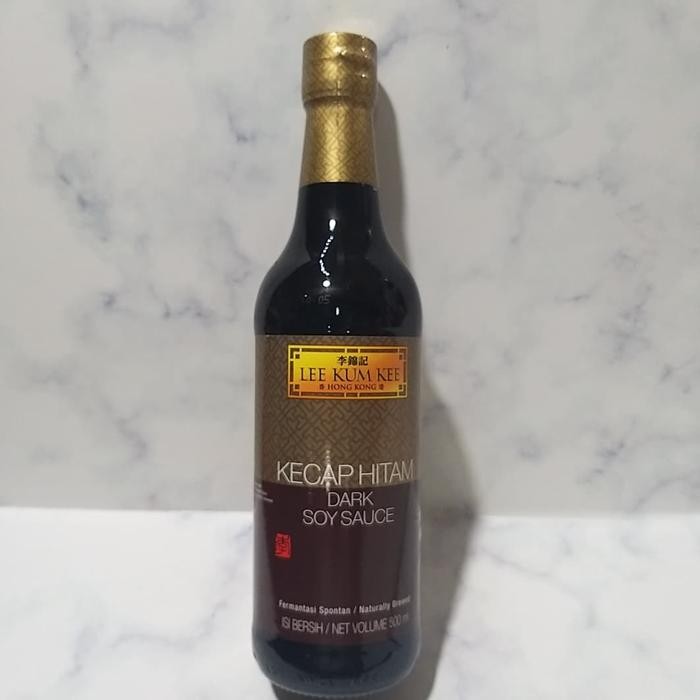 李錦記
LEE KUM KEE
香 HONG KONG 港
KECAP HITAM
DARK
SOY SAUCE
Fermantasi Spontan / Naturally Brewed
ISI BERSIH / NET VOLUME 500 ml